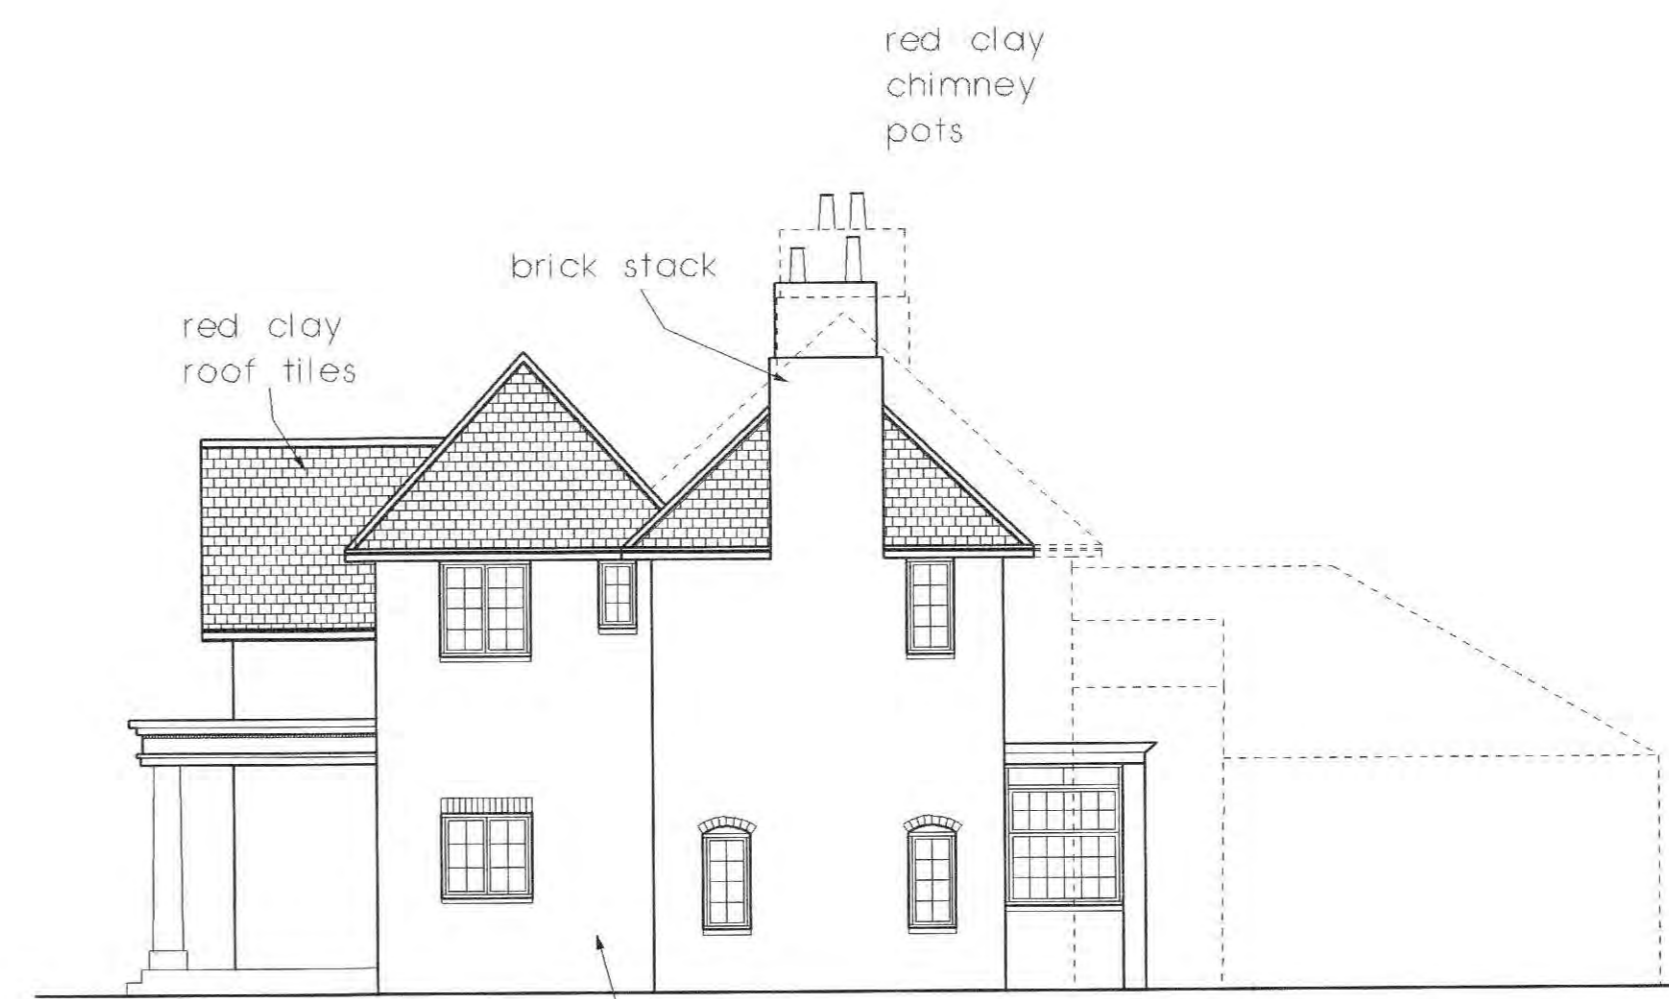 red clay
chimney
pots
brick stack
red clay
roof tiles